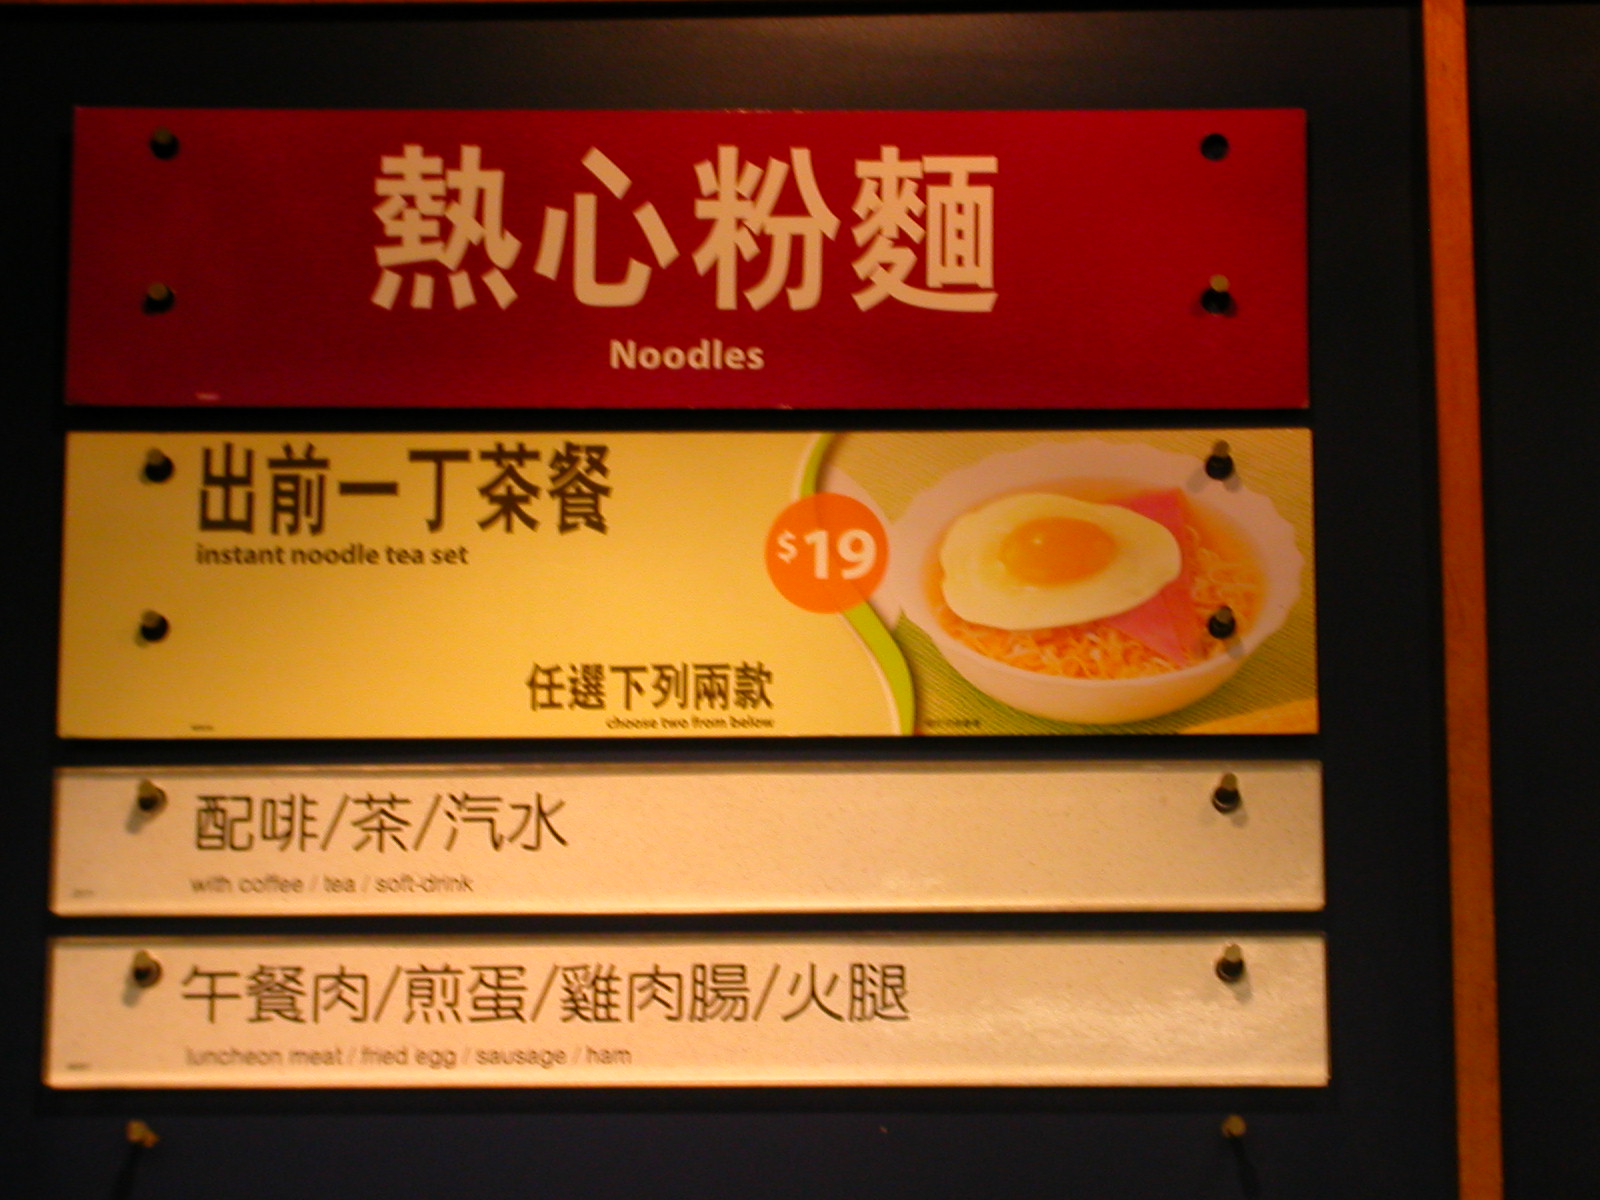 熱心粉麵
Noodles
出前一丁茶餐
instant noodle tea set
$19
任選下列兩款
choose two from below
配啡/茶/汽水
with coffee / tea / soft-drink
午餐肉/煎蛋/雞肉腸/火腿
luncheon meat / fried egg / sausage / ham